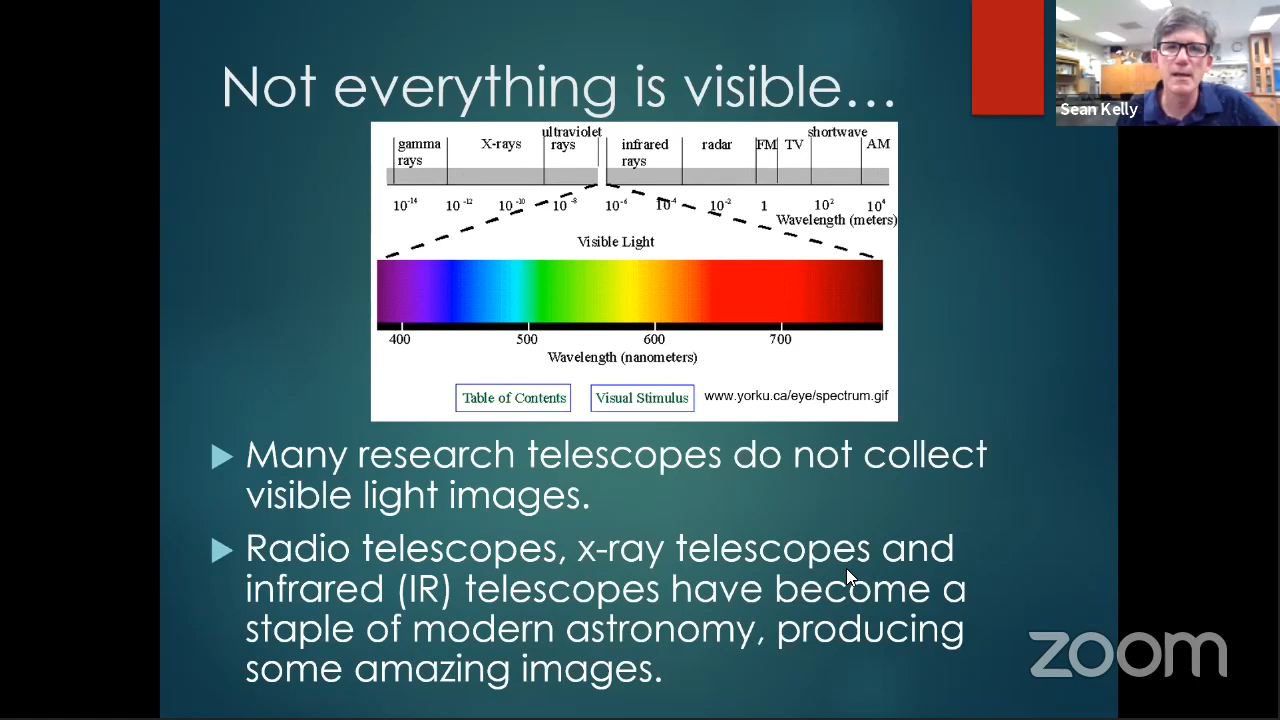 Not everything is visible…
Sean Kelly
ultraviolet
shortwave
gamma X-rays rays infrared radar FM TV AM
rays rays
10-14 10-12 10-10 10-8 10-6 10-4 10-2 1 102 104
Wavelength (meters)
Visible Light
400 500 600 700
Wavelength (nanometers)
Table of Contents Visual Stimulus www.yorku.ca/eye/spectrum.gif
Many research telescopes do not collect
visible light images.
Radio telescopes, x-ray telescopes and
infrared (IR) telescopes have become a
staple of modern astronomy, producing
some amazing images.
zoom